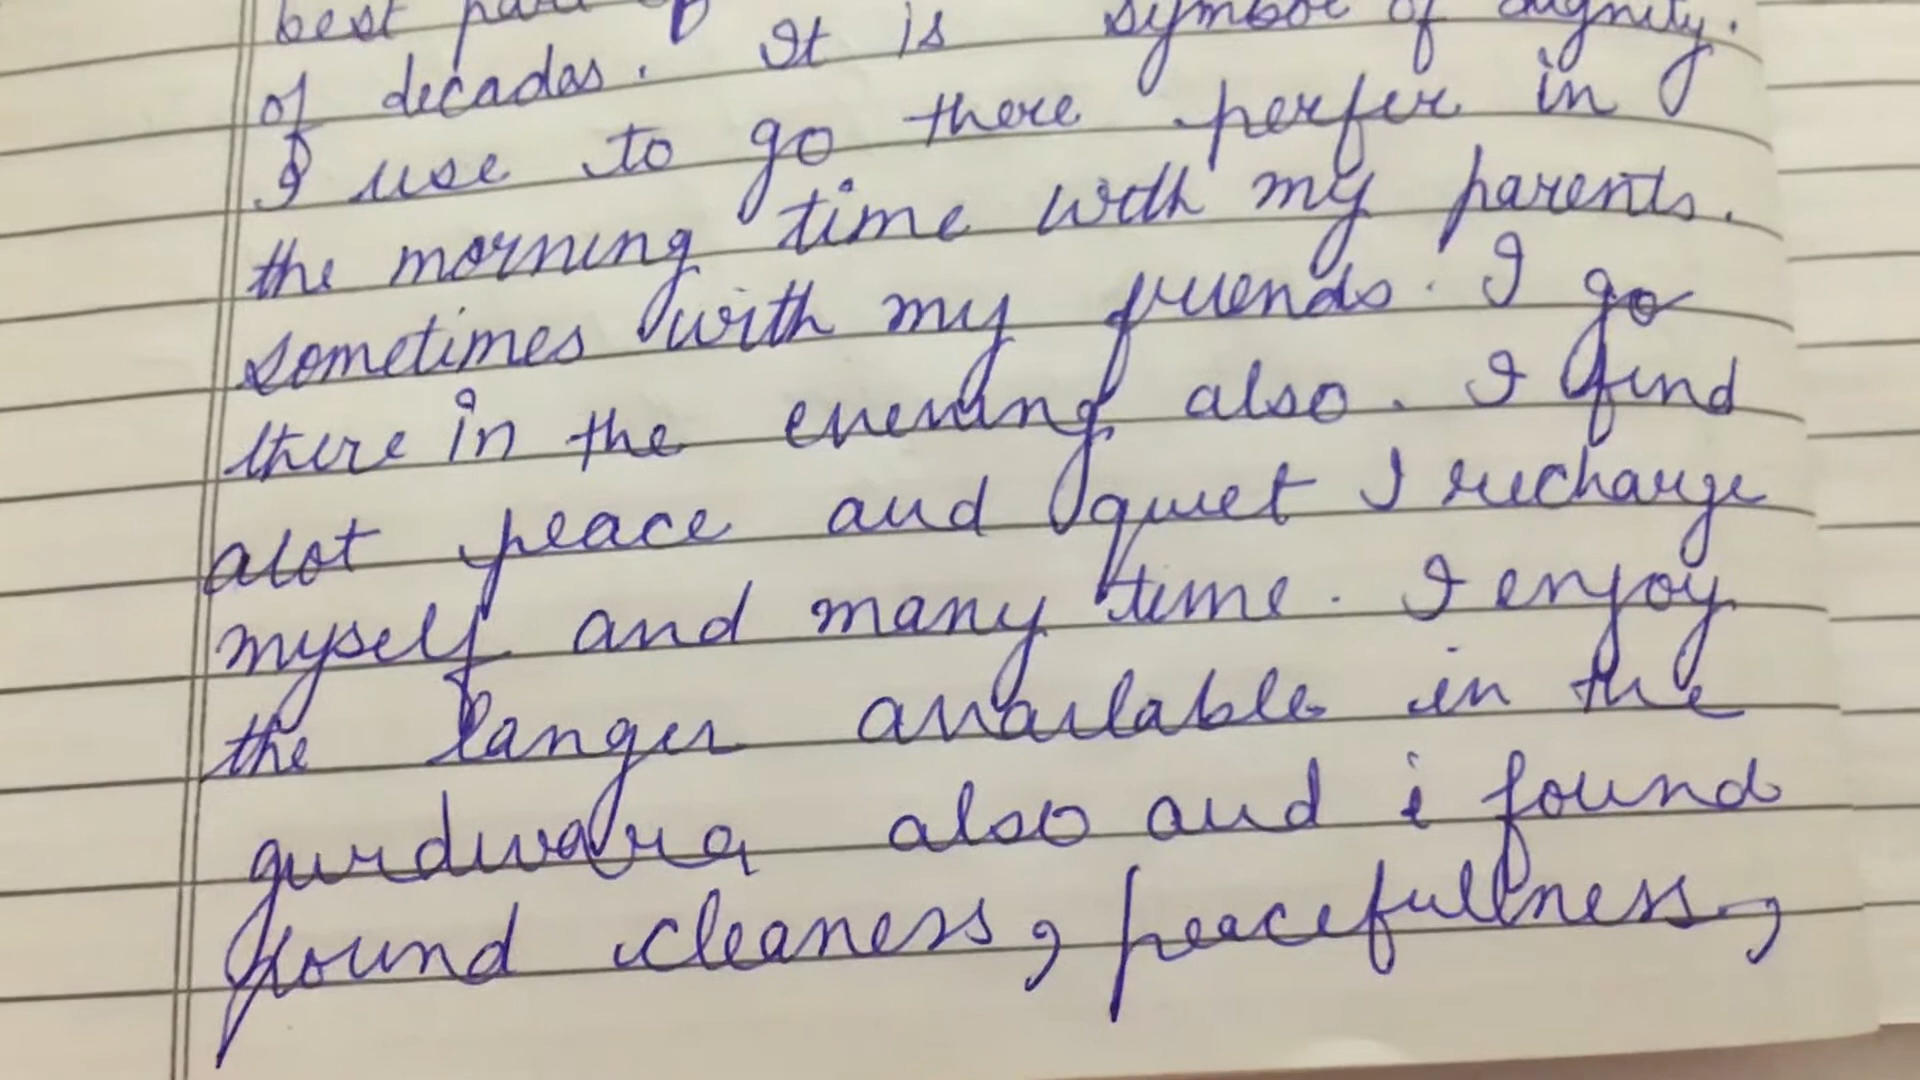 best
of decades. It is symbol of dignity.
I use to go there perfer in
the morning time with my parents.
sometimes with my friends. I go
there in the evening also. I find
alot peace and quiet I recharge
myself and many time. I enjoy
the langer available in the
gurdwara also and i found
found cleaness, peacefullness,